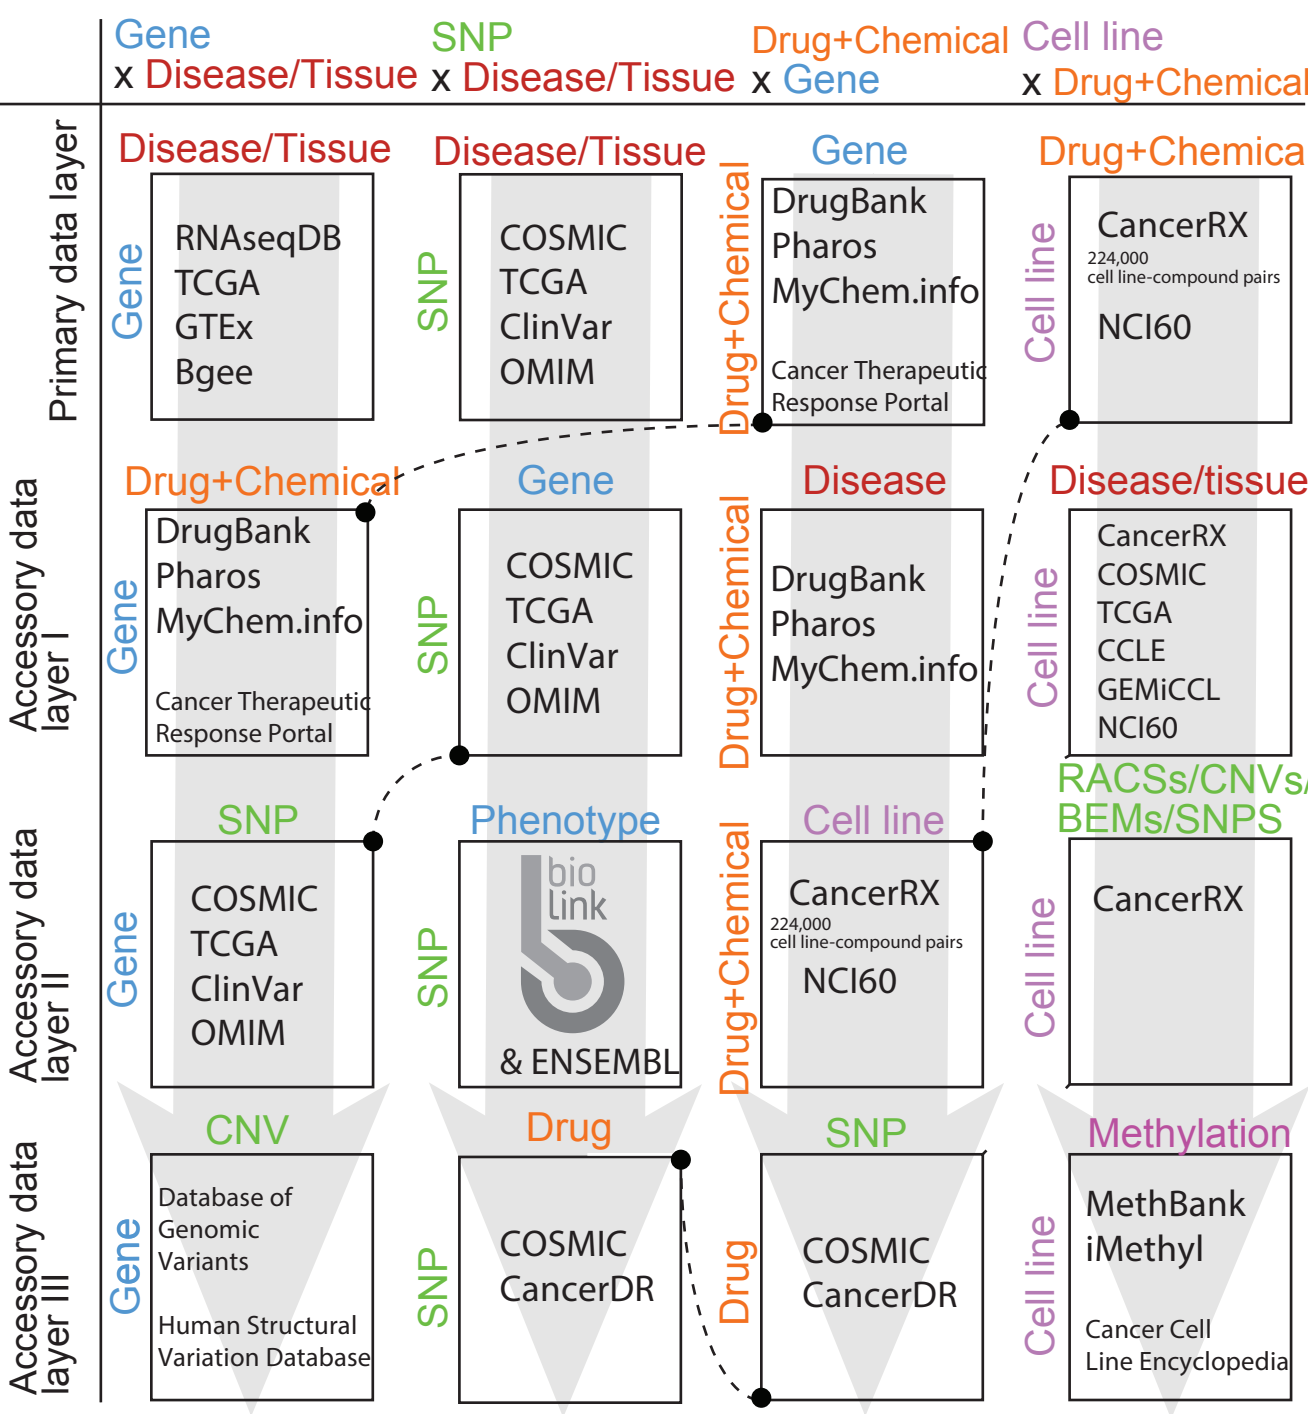 Gene
x Disease/Tissue
SNP
x Disease/Tissue
Drug+Chemical
x Gene
Cell line
x Drug+Chemical
Primary data layer
Disease/Tissue
Gene
RNAseqDB
TCGA
GTEx
Bgee
Disease/Tissue
SNP
COSMIC
TCGA
ClinVar
OMIM
Gene
Drug+Chemical
DrugBank
Pharos
MyChem.info
Cancer Therapeutic
Response Portal
Drug+Chemica
Cell line
CancerRX
224,000
cell line-compound pairs
NCI60
Accessory data
layer I
Drug+Chemical
Gene
DrugBank
Pharos
MyChem.info
Cancer Therapeutic
Response Portal
Gene
SNP
COSMIC
TCGA
ClinVar
OMIM
Disease
Drug+Chemical
DrugBank
Pharos
MyChem.info
Disease/tissue
Cell line
CancerRX
COSMIC
TCGA
CCLE
GEMiCCL
NCI60
Accessory data
layer II
SNP
Gene
COSMIC
TCGA
ClinVar
OMIM
Phenotype
SNP
bio
link
& ENSEMBL
Cell line
Drug+Chemical
CancerRX
224,000
cell line-compound pairs
NCI60
RACSs/CNVs/
BEMs/SNPS
Cell line
CancerRX
Accessory data
layer III
CNV
Gene
Database of
Genomic
Variants
Human Structural
Variation Database
Drug
SNP
COSMIC
CancerDR
SNP
Drug
COSMIC
CancerDR
Methylation
Cell line
MethBank
iMethyl
Cancer Cell
Line Encyclopedia